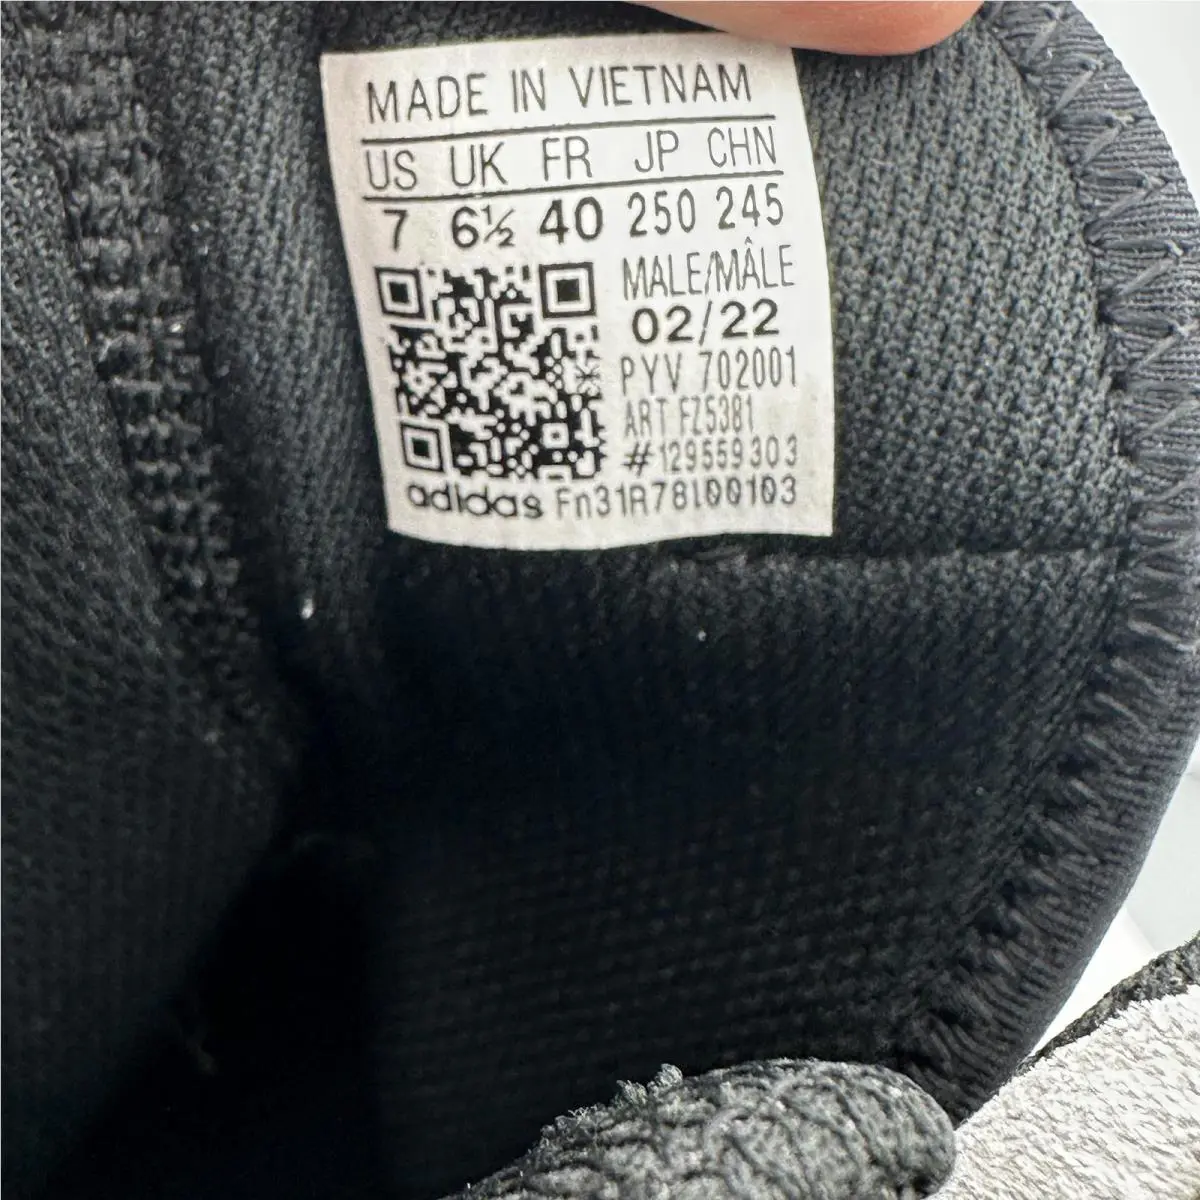 MADE IN VIETNAM
US UK FR JP CHN
7 6½ 40 250 245
MALE/MÂLE
02/22
PYV 702001
ART FZ5381
#129559303
adidas Fn31A78L00103